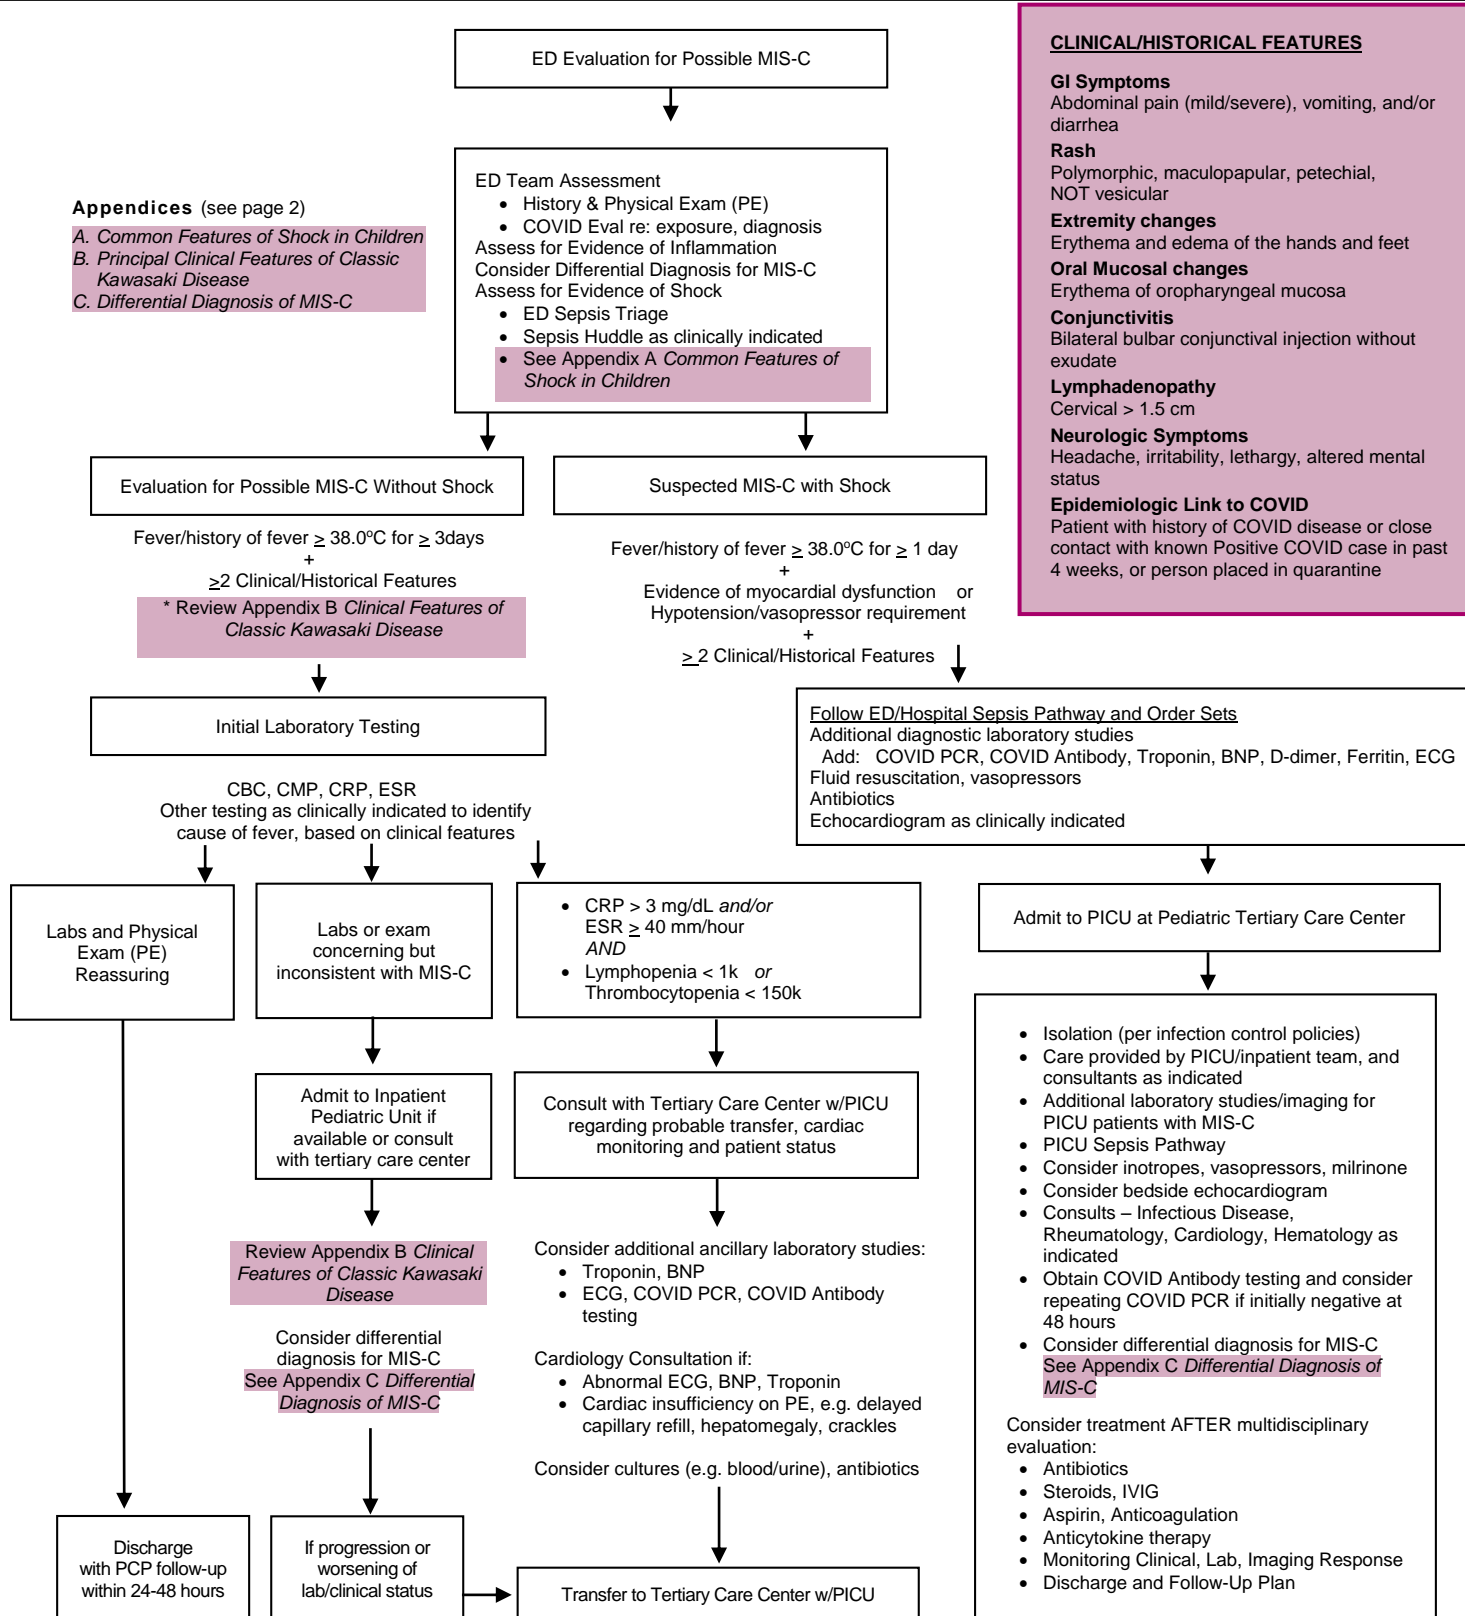 ED Evaluation for Possible MIS-C
Appendices (see page 2)
A. Common Features of Shock in Children
B. Principal Clinical Features of Classic
Kawasaki Disease
C. Differential Diagnosis of MIS-C
ED Team Assessment
• History & Physical Exam (PE)
• COVID Eval re: exposure, diagnosis
Assess for Evidence of Inflammation
Consider Differential Diagnosis for MIS-C
Assess for Evidence of Shock
• ED Sepsis Triage
• Sepsis Huddle as clinically indicated
• See Appendix A Common Features of
Shock in Children
CLINICAL/HISTORICAL FEATURES
GI Symptoms
Abdominal pain (mild/severe), vomiting, and/or
diarrhea
Rash
Polymorphic, maculopapular, petechial,
NOT vesicular
Extremity changes
Erythema and edema of the hands and feet
Oral Mucosal changes
Erythema of oropharyngeal mucosa
Conjunctivitis
Bilateral bulbar conjunctival injection without
exudate
Lymphadenopathy
Cervical > 1.5 cm
Neurologic Symptoms
Headache, irritability, lethargy, altered mental
status
Epidemiologic Link to COVID
Patient with history of COVID disease or close
contact with known Positive COVID case in past
4 weeks, or person placed in quarantine
Evaluation for Possible MIS-C Without Shock
Fever/history of fever ≥ 38.0°C for ≥ 3days
+
≥2 Clinical/Historical Features
* Review Appendix B Clinical Features of
Classic Kawasaki Disease
Initial Laboratory Testing
CBC, CMP, CRP, ESR
Other testing as clinically indicated to identify
cause of fever, based on clinical features
Suspected MIS-C with Shock
Fever/history of fever ≥ 38.0°C for ≥ 1 day
+
Evidence of myocardial dysfunction or
Hypotension/vasopressor requirement
+
≥ 2 Clinical/Historical Features
Follow ED/Hospital Sepsis Pathway and Order Sets
Additional diagnostic laboratory studies
Add: COVID PCR, COVID Antibody, Troponin, BNP, D-dimer, Ferritin, ECG
Fluid resuscitation, vasopressors
Antibiotics
Echocardiogram as clinically indicated
Labs and Physical
Exam (PE)
Reassuring
Discharge
with PCP follow-up
within 24-48 hours
Labs or exam
concerning but
inconsistent with MIS-C
Admit to Inpatient
Pediatric Unit if
available or consult
with tertiary care center
Review Appendix B Clinical
Features of Classic Kawasaki
Disease
Consider differential
diagnosis for MIS-C
See Appendix C Differential
Diagnosis of MIS-C
If progression or
worsening of
lab/clinical status
• CRP > 3 mg/dL and/or
ESR ≥ 40 mm/hour
AND
• Lymphopenia < 1k or
Thrombocytopenia < 150k
Consult with Tertiary Care Center w/PICU
regarding probable transfer, cardiac
monitoring and patient status
Consider additional ancillary laboratory studies:
• Troponin, BNP
• ECG, COVID PCR, COVID Antibody
testing
Cardiology Consultation if:
• Abnormal ECG, BNP, Troponin
• Cardiac insufficiency on PE, e.g. delayed
capillary refill, hepatomegaly, crackles
Consider cultures (e.g. blood/urine), antibiotics
Transfer to Tertiary Care Center w/PICU
Admit to PICU at Pediatric Tertiary Care Center
• Isolation (per infection control policies)
• Care provided by PICU/inpatient team, and
consultants as indicated
• Additional laboratory studies/imaging for
PICU patients with MIS-C
• PICU Sepsis Pathway
• Consider inotropes, vasopressors, milrinone
• Consider bedside echocardiogram
• Consults – Infectious Disease,
Rheumatology, Cardiology, Hematology as
indicated
• Obtain COVID Antibody testing and consider
repeating COVID PCR if initially negative at
48 hours
• Consider differential diagnosis for MIS-C
See Appendix C Differential Diagnosis of
MIS-C
Consider treatment AFTER multidisciplinary
evaluation:
• Antibiotics
• Steroids, IVIG
• Aspirin, Anticoagulation
• Anticytokine therapy
• Monitoring Clinical, Lab, Imaging Response
• Discharge and Follow-Up Plan